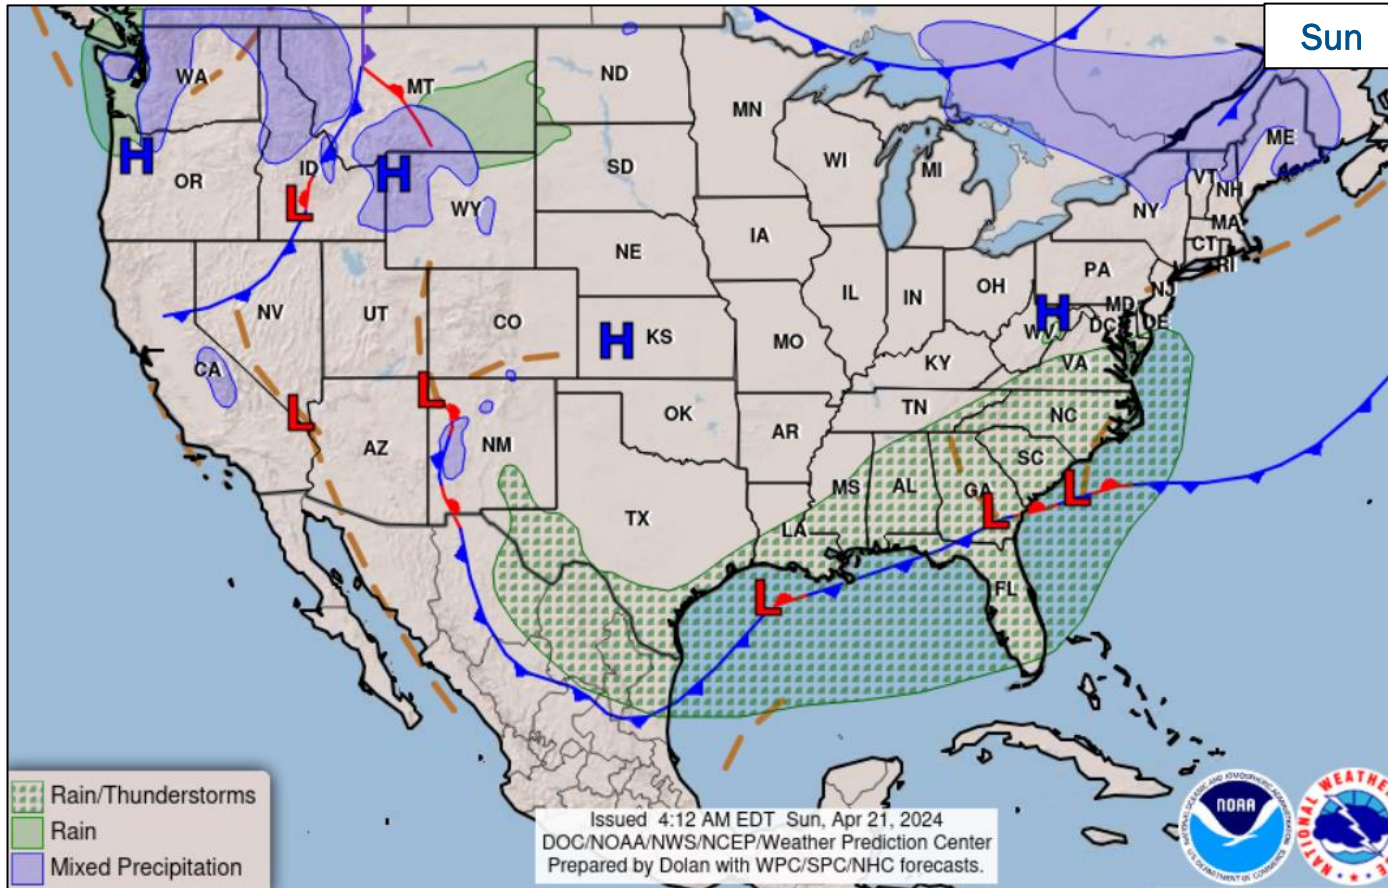 Sun
WA
MT
ND
MN
ME
OR
ID
H
H
SD
WI
MI
VT
NH
L
WY
NY
MA
NE
IA
CT
RI
NV
UT
CO
IL
IN
OH
PA
NJ
H
KS
MO
H
WV
MD
DC
DE
CA
KY
VA
L
L
OK
AR
TN
NC
AZ
NM
SC
TX
MS
AL
GA
L
L
LA
L
FL
Rain/Thunderstorms
Rain
Mixed Precipitation
Issued 4:12 AM EDT Sun, Apr 21, 2024
DOC/NOAA/NWS/NCEP/Weather Prediction Center
Prepared by Dolan with WPC/SPC/NHC forecasts.
NOAA
NATIONAL WEATHER